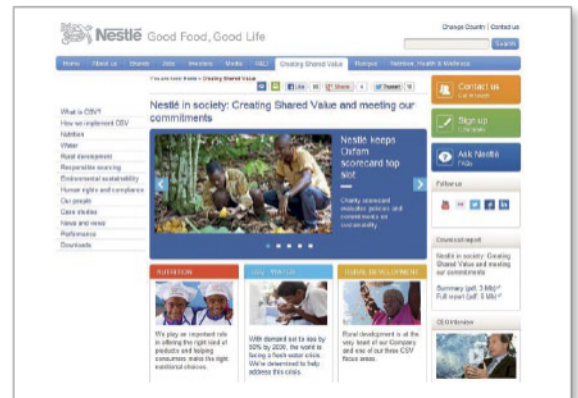 Change Country | Contact us
Nestlé Good Food, Good Life
Search
Home About us Brands Jobs Investors Media R&D Creating Shared Value Nutrition, Health & Wellness
You are here: Home > Creating Shared Value
Like Share Tweet
Contact us
Nestlé in society: Creating Shared Value and meeting our
commitments
Sign up
Ask Nestlé
FAQs
What is CSV?
How we implement CSV
Nutrition
Water
Rural development
Responsible sourcing
Environmental sustainability
Human rights and compliance
Our people
Case studies
News and views
Performance
Downloads
Nestlé keeps
Oxfam
scorecard top
slot
Charity scorecard
evaluates policies and
commitments on
sustainability
Follow us
Download report
Nestlé in society: Creating
Shared Value and meeting
our commitments
Summary (pdf, 3 Mb)
Full report (pdf, 6 Mb)
CEO interview
NUTRITION
We play an important role
in offering the right kind of
products and helping
consumers make the right
nutritional choices.
WATER
With demand set to rise by
50% by 2030, the world is
facing a fresh water crisis.
We're determined to help
address this crisis.
RURAL DEVELOPMENT
Rural development is at the
very heart of our Company
and one of our three CSV
focus areas.